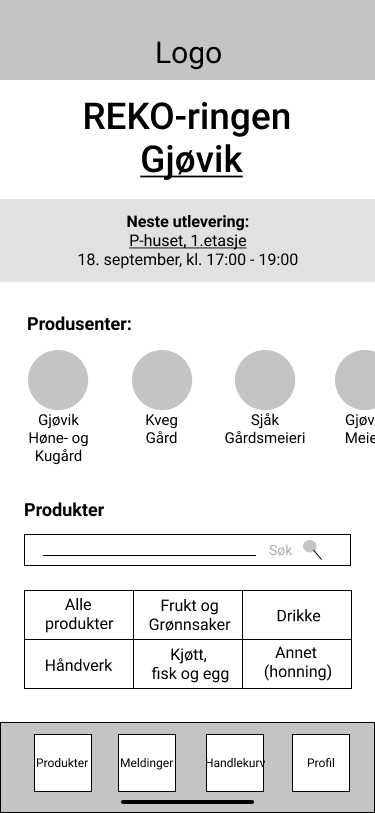 Logo
REKO-ringen
Gjøvik
Neste utlevering:
P-huset, 1.etasje
18. september, kl. 17:00 - 19:00
Produsenter:
Gjøvik
Høne- og
Kugård
Kveg
Gård
Sjåk
Gårdsmeieri
Gjøv
Meie
Produkter
Søk
Alle
produkter
Frukt og
Grønnsaker
Drikke
Håndverk
Kjøtt,
fisk og egg
Annet
(honning)
Produkter
Meldinger
Handlekurv
Profil